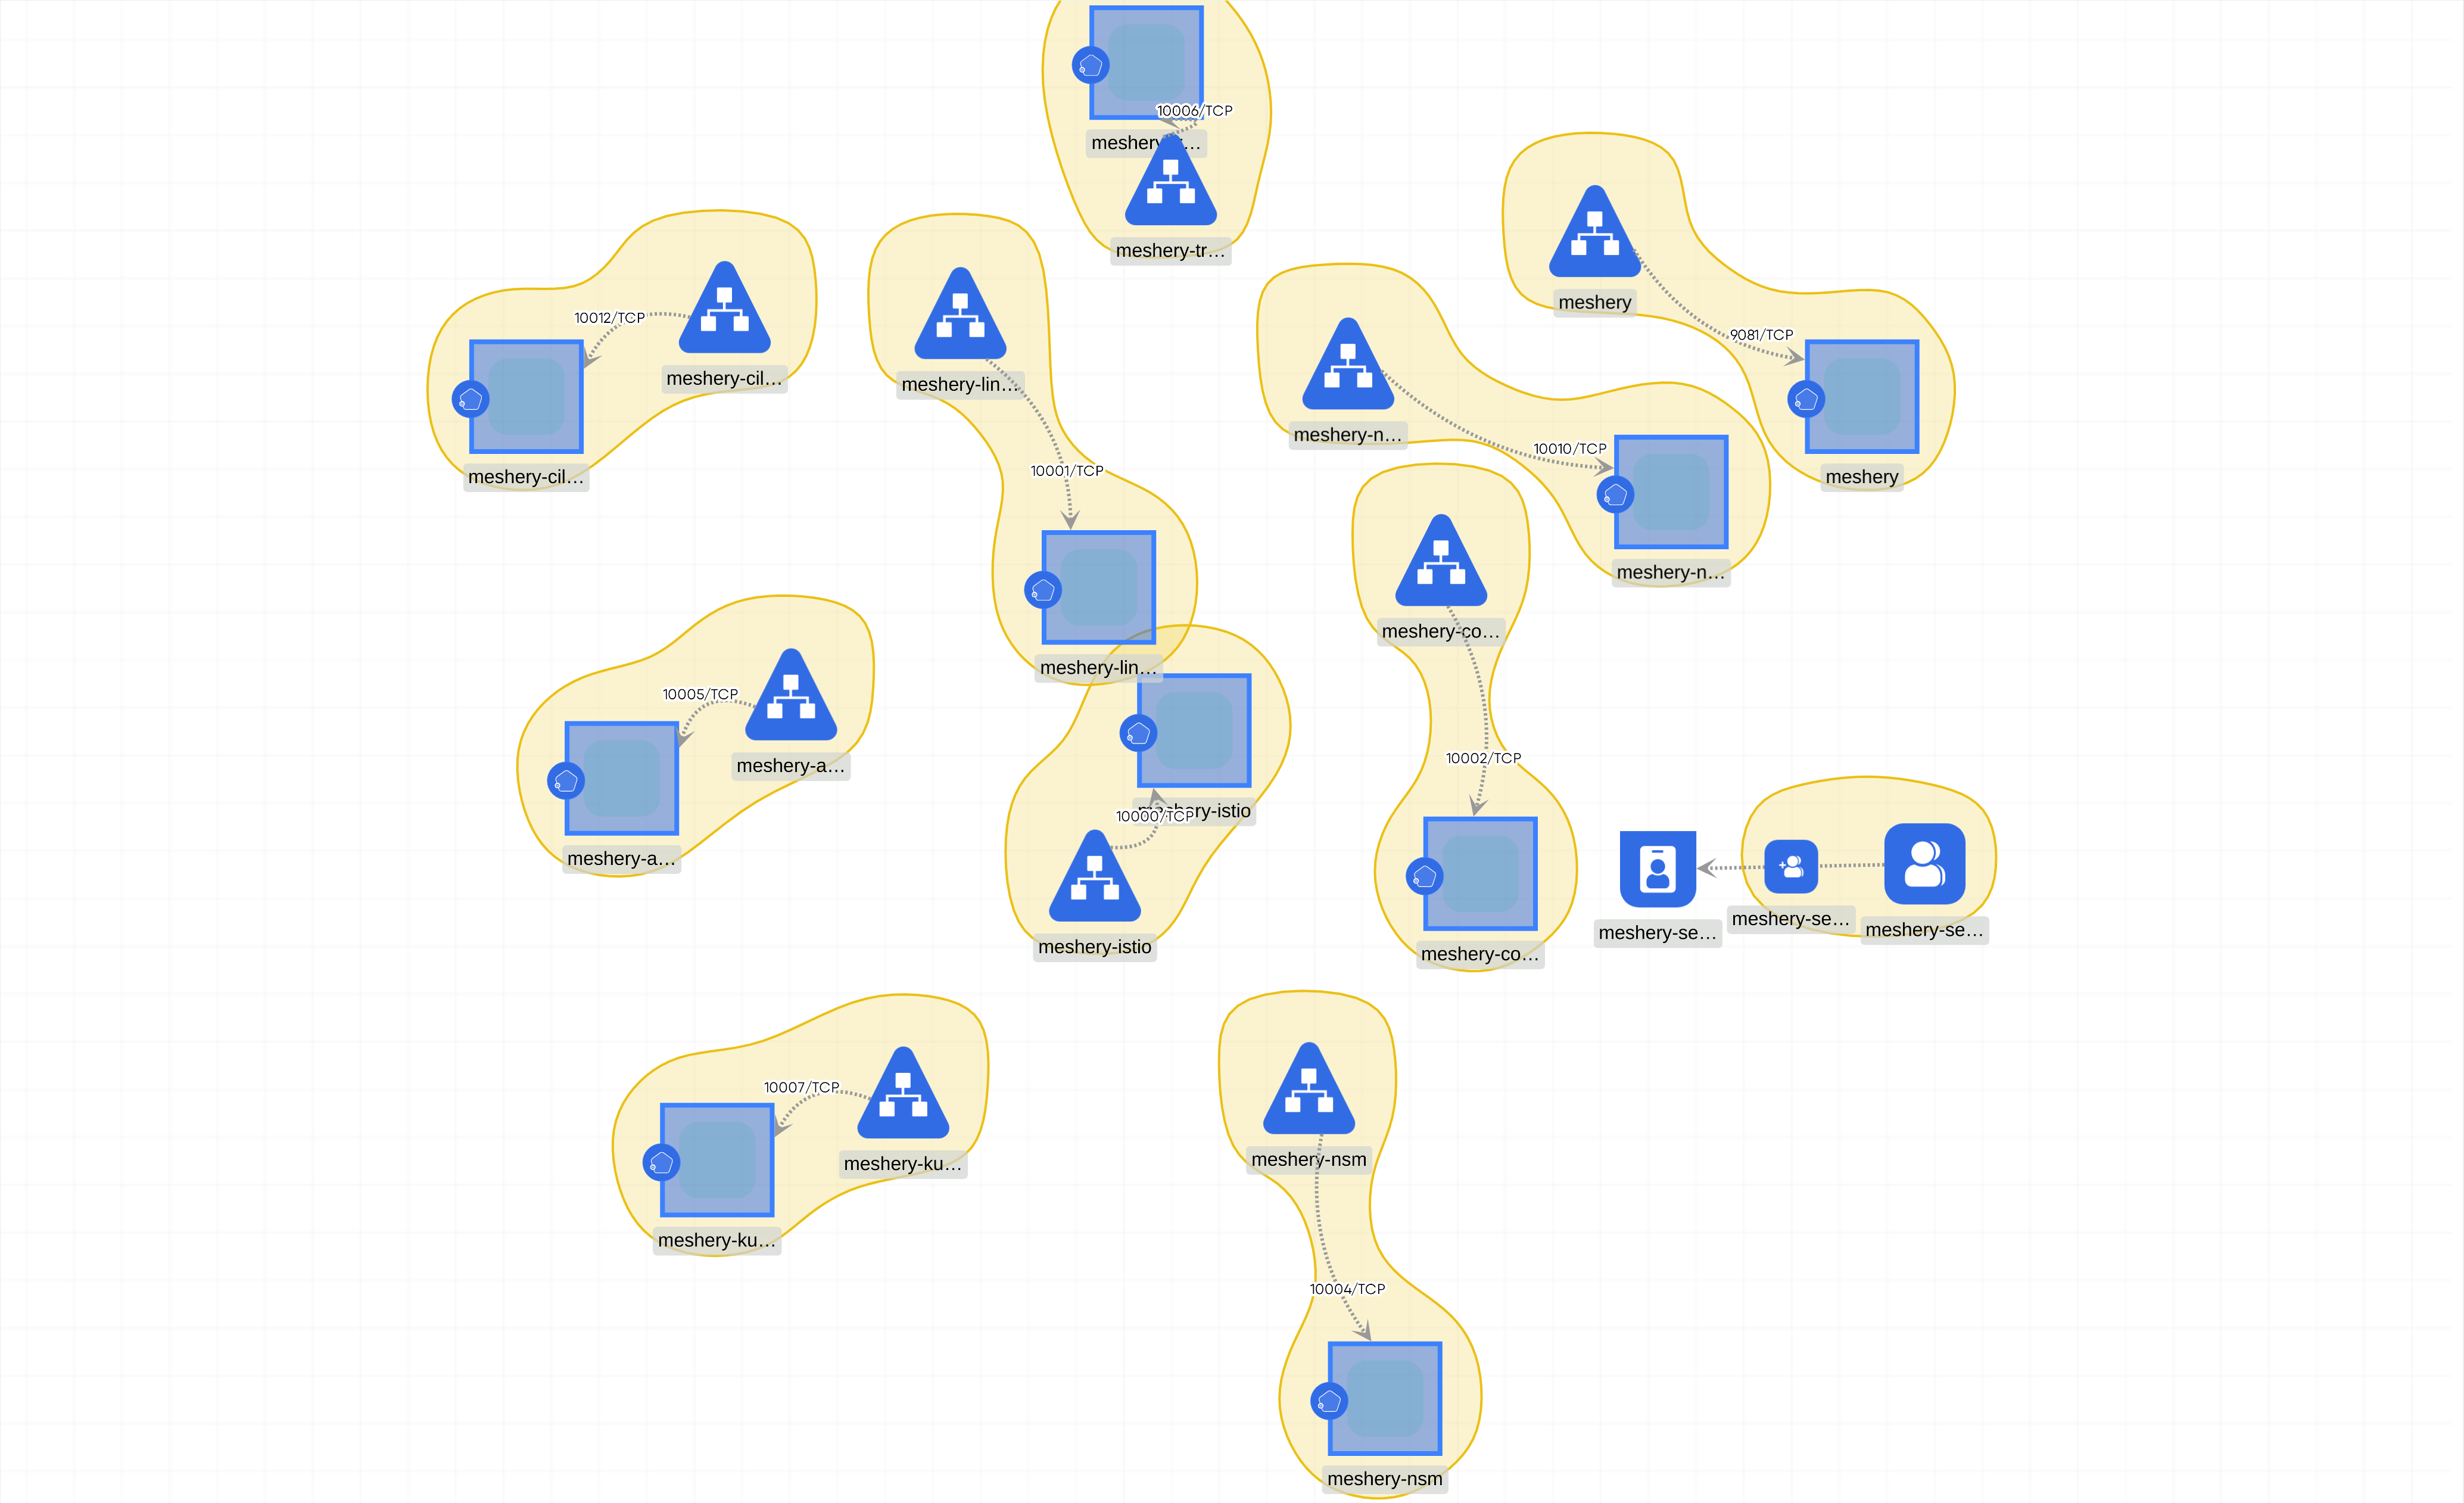 10006/TCP
meshery-tr…
meshery
9081/TCP
meshery
10012/TCP
meshery-cil…
meshery-cil…
meshery-lin…
10001/TCP
meshery-lin…
meshery-n…
10010/TCP
meshery-n…
meshery-co…
10002/TCP
meshery-co…
10005/TCP
meshery-a…
meshery-a…
meshery-istio
10000/TCP
meshery-istio
meshery-se…
meshery-se…
meshery-se…
10007/TCP
meshery-ku…
meshery-ku…
meshery-nsm
10004/TCP
meshery-nsm